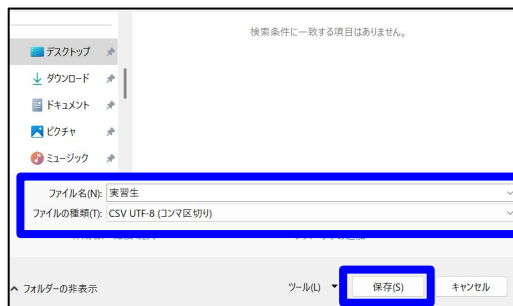 検索条件に一致する項目はありません。
デスクトップ
ダウンロード
ドキュメント
ピクチャ
ミュージック
ファイル名(N): 実習生
ファイルの種類(T): CSV UTF-8 (コンマ区切り)
フォルダーの非表示
ツール(L)
保存(S)
キャンセル